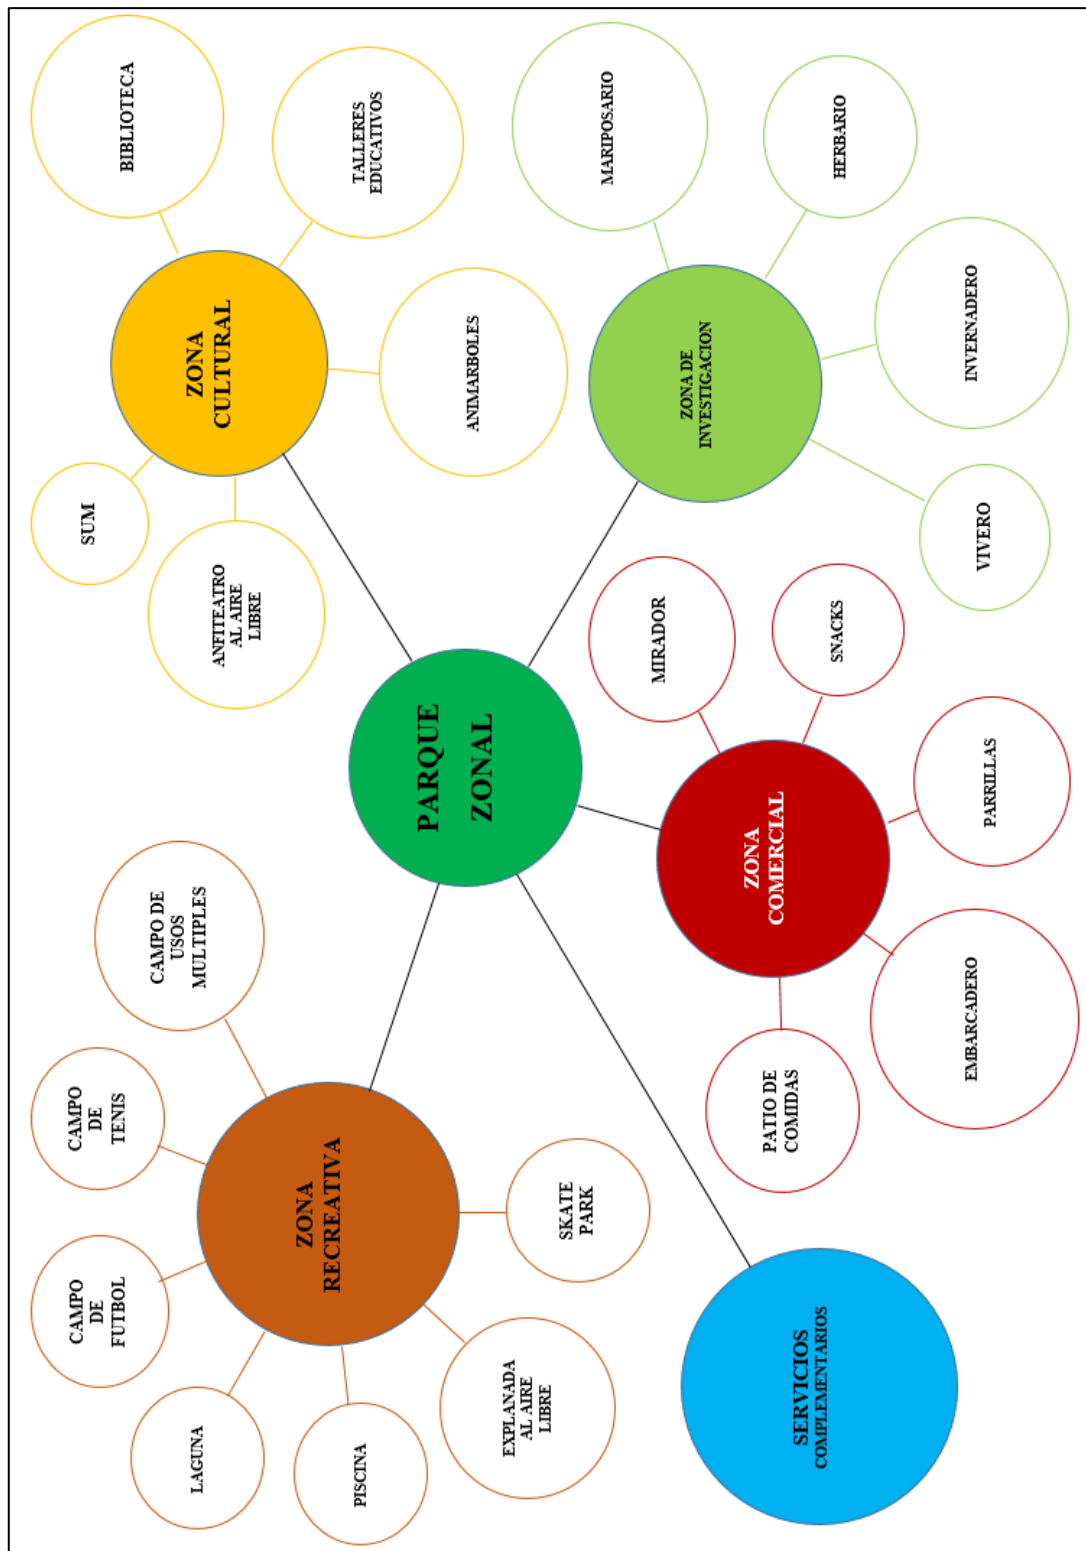 PARQUE
ZONAL
ZONA
RECREATIVA
LAGUNA
CAMPO
DE
FUTBOL
CAMPO
DE
TENIS
CAMPO DE
USOS
MULTIPLES
PISCINA
EXPLANADA
AL AIRE
LIBRE
SKATE
PARK
ZONA
CULTURAL
SUM
BIBLIOTECA
ANFITEATRO
AL AIRE
LIBRE
TALLERES
EDUCATIVOS
ANIMARBOLES
SERVICIOS
COMPLEMENTARIOS
ZONA
COMERCIAL
MIRADOR
PATIO DE
COMIDAS
SNACKS
EMBARCADERO
PARRILLAS
ZONA DE
INVESTIGACION
MARIPOSARIO
HERBARIO
VIVERO
INVERNADERO